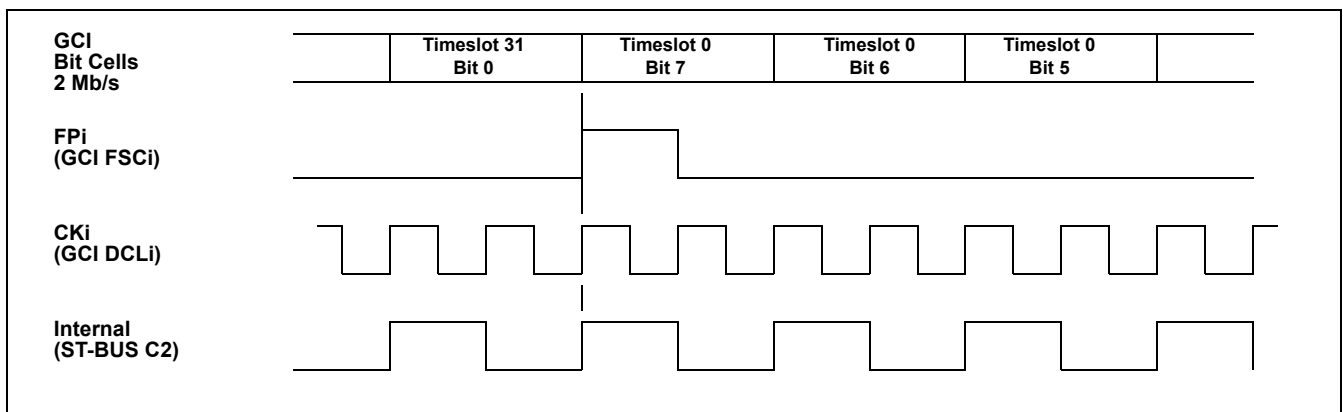 GCI
Bit Cells
2 Mb/s
Timeslot 31
Bit 0
Timeslot 0
Bit 7
Timeslot 0
Bit 6
Timeslot 0
Bit 5
FPi
(GCI FSCi)
CKi
(GCI DCLi)
Internal
(ST-BUS C2)